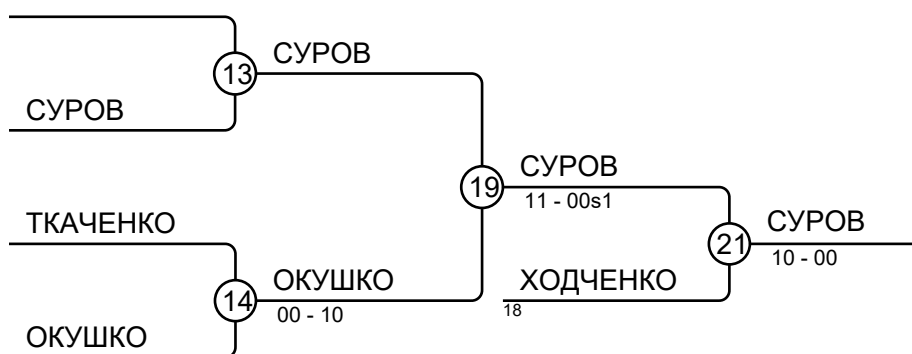 СУРОВ
13
СУРОВ
СУРОВ
19
11 - 00s1
ТКАЧЕНКО
СУРОВ
21
10 - 00
ОКУШКО
ХОДЧЕНКО
14
00 - 10
18
ОКУШКО